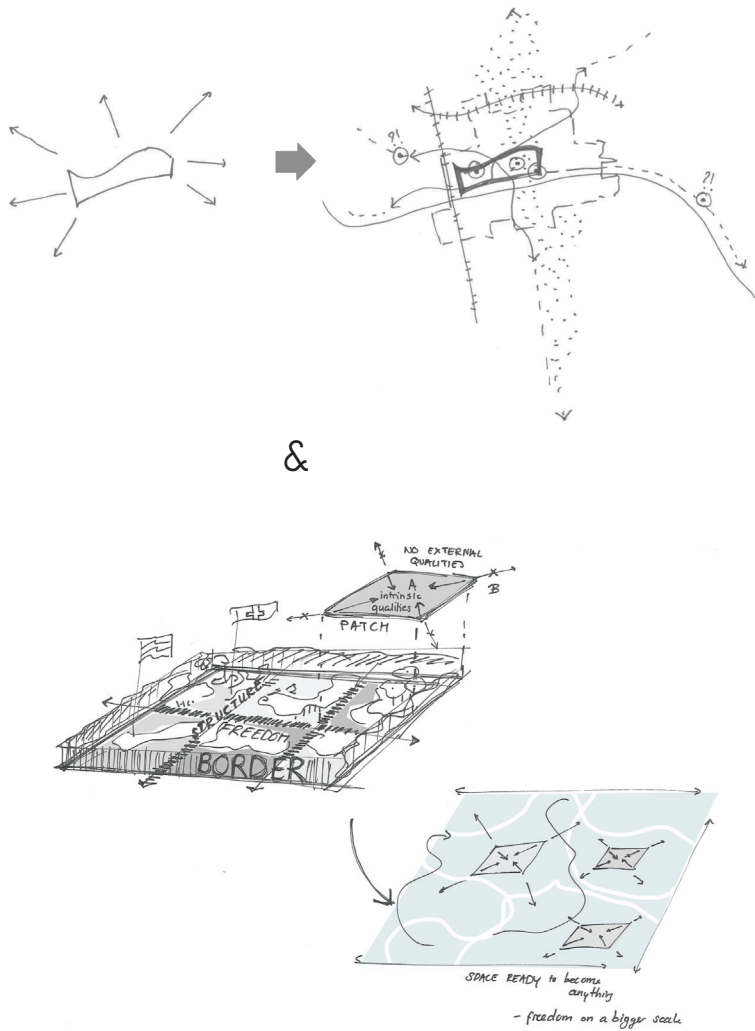 ?!
?!
&
NO EXTERNAL
QUALITIES
A
B
intrinsic
qualities
PATCH
STRUCTURE
FREEDOM
BORDER
SPACE READY to become
anything
- freedom on a bigger scale